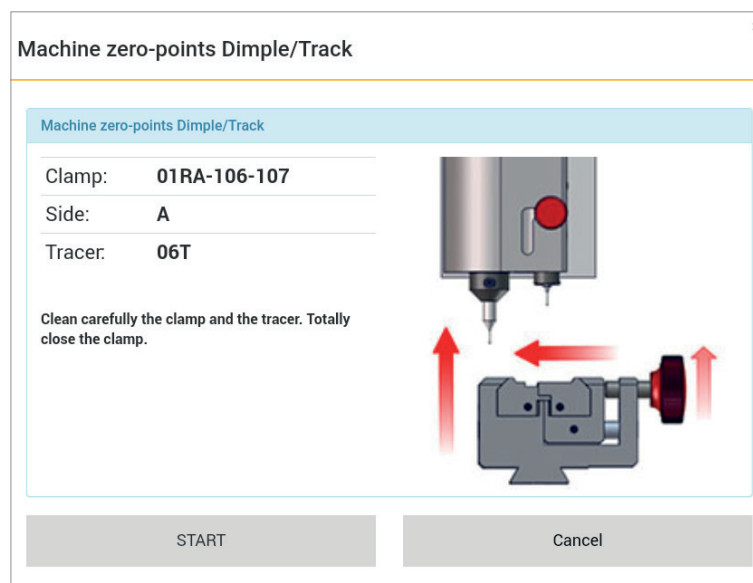 Machine zero-points Dimple/Track
Machine zero-points Dimple/Track
Clamp: 01RA-106-107
Side: A
Tracer: 06T
Clean carefully the clamp and the tracer. Totally
close the clamp.
START
Cancel